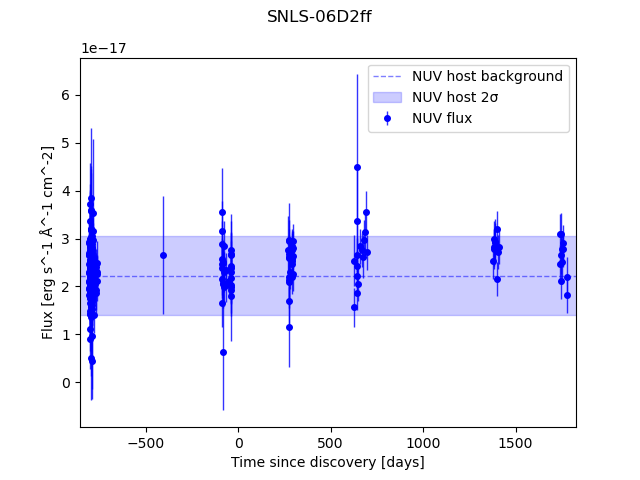 SNLS-06D2ff
1e−17
NUV host background
NUV host 2σ
NUV flux
6
5
4
3
2
1
0
Flux [erg s^-1 Å^-1 cm^-2]
−500
0
500
1000
1500
Time since discovery [days]